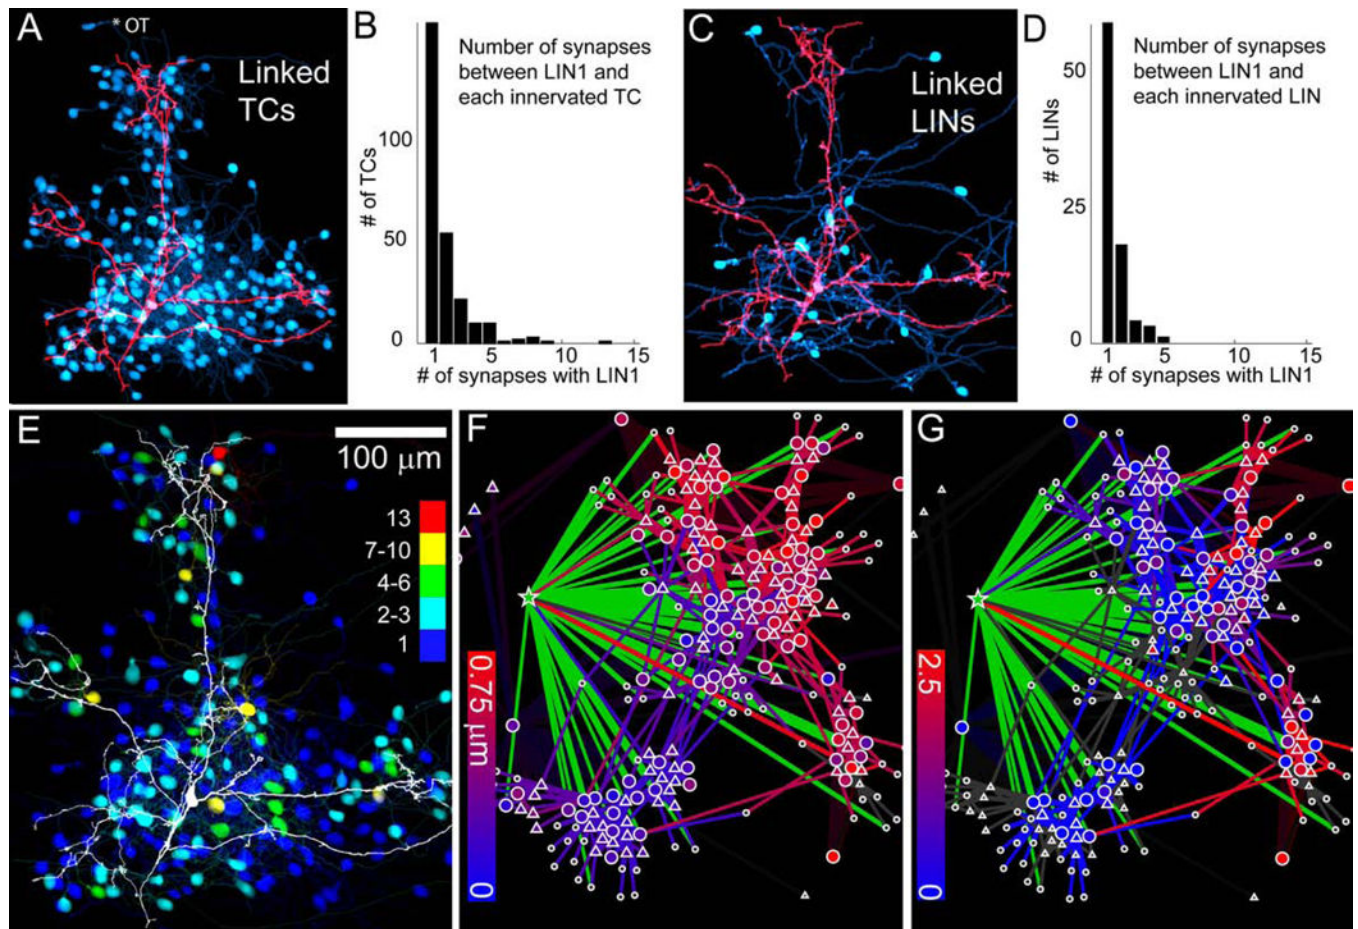 A
* OT
Linked
TCs
B
Number of synapses
between LIN1 and
each innervated TC
# of TCs
100
50
0
1
5
10
15
# of synapses with LIN1
C
Linked
LINs
D
Number of synapses
between LIN1 and
each innervated LIN
# of LINs
50
25
0
1
5
10
15
# of synapses with LIN1
E
100 μm
13
7-10
4-6
2-3
1
F
0.75 μm
0
G
2.5
0